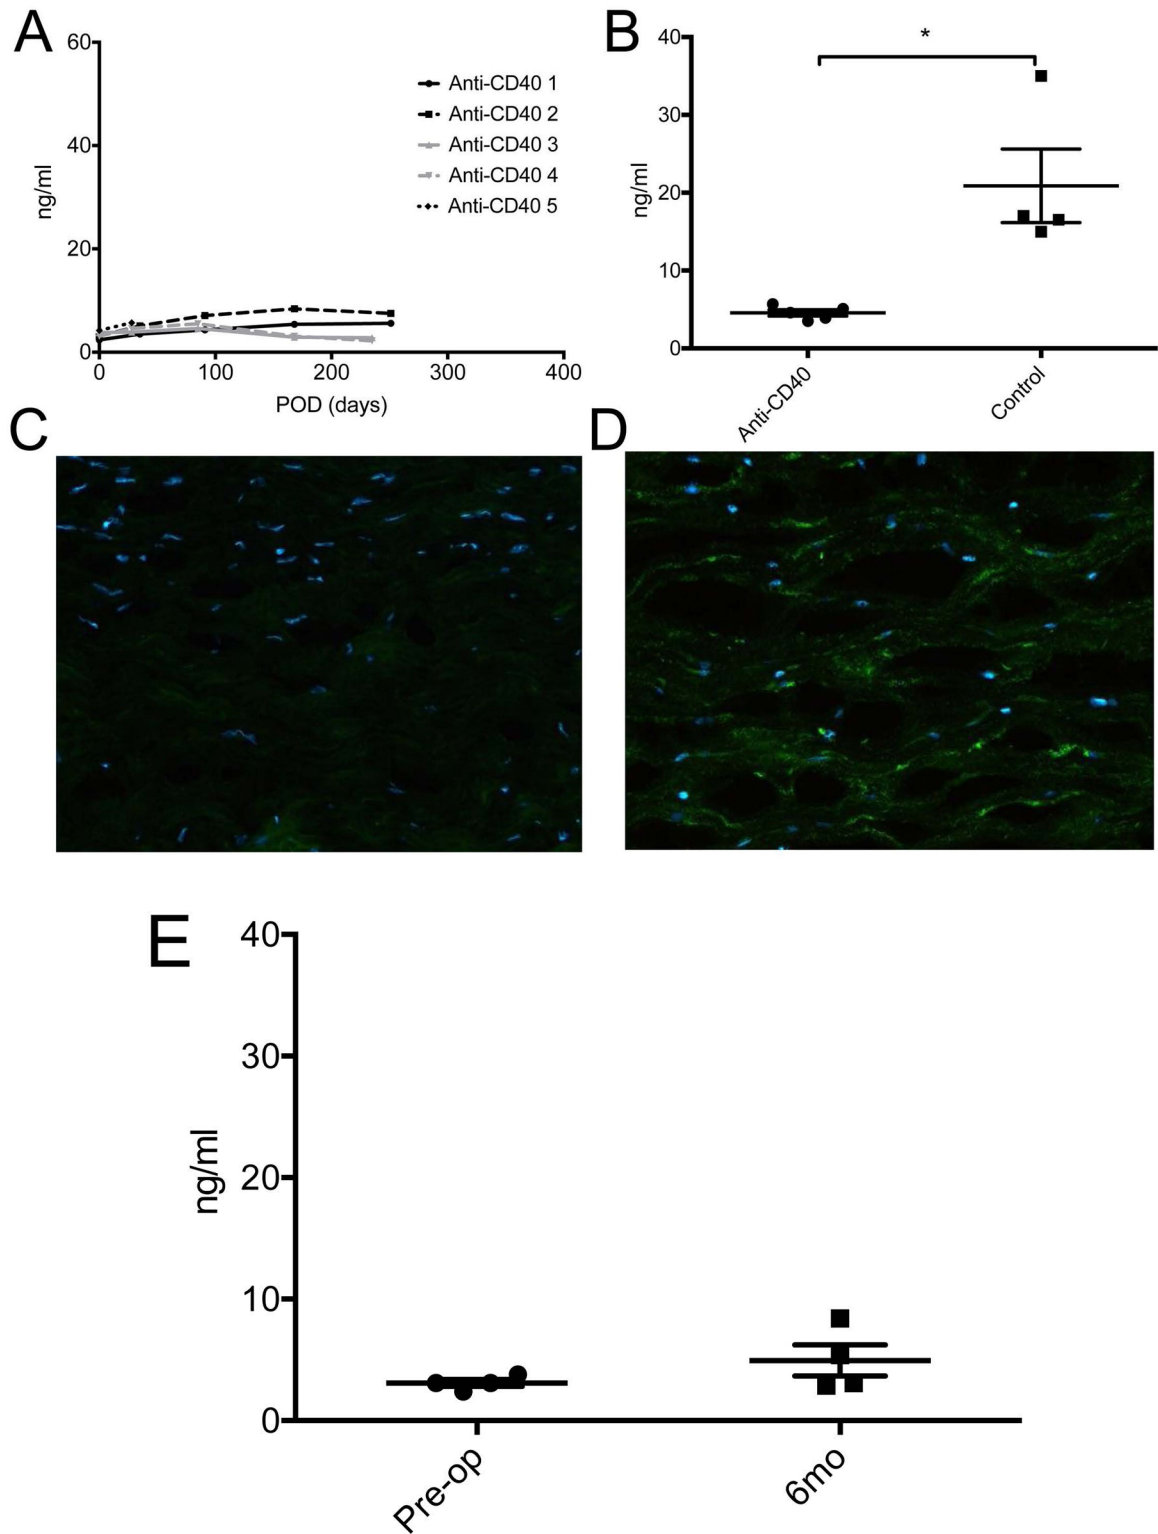 A
60
40
20
0
ng/ml
0 100 200 300 400
POD (days)
Anti-CD40 1
Anti-CD40 2
Anti-CD40 3
Anti-CD40 4
Anti-CD40 5
B
40
30
20
10
0
ng/ml
*
Anti-CD40
Control
C
D
E
40
30
20
10
0
ng/ml
Pre-op
6mo